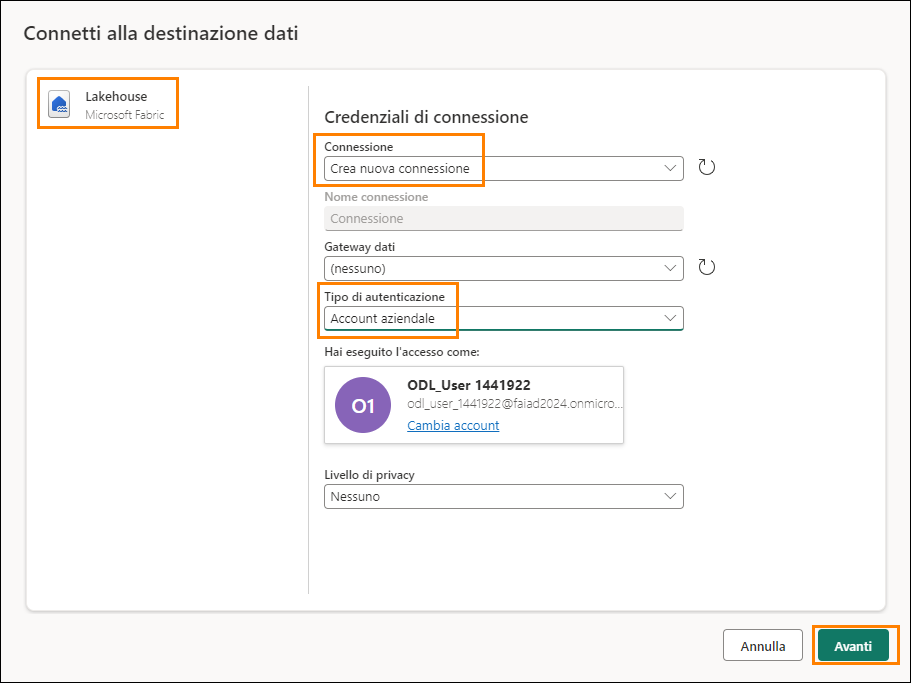 Connetti alla destinazione dati
Lakehouse
Microsoft Fabric
Credenziali di connessione
Connessione
Crea nuova connessione
Nome connessione
Connessione
Gateway dati
(nessuno)
Tipo di autenticazione
Account aziendale
Hai eseguito l'accesso come:
O1
ODL_User 1441922
odl_user_1441922@faiad2024.onmicro...
Cambia account
Livello di privacy
Nessuno
Annulla
Avanti